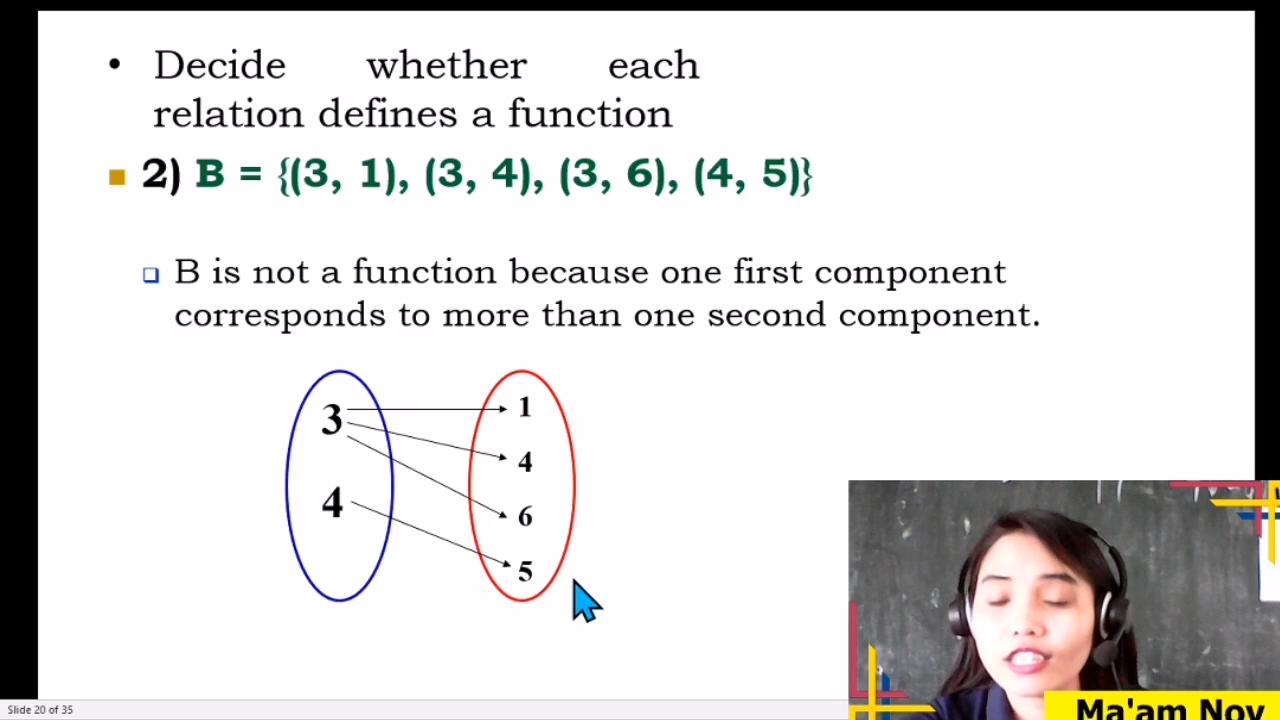 • Decide whether each
relation defines a function
2) B = {(3, 1), (3, 4), (3, 6), (4, 5)}
B is not a function because one first component
corresponds to more than one second component.
3
4
1
4
6
5
Slide 20 of 35
Ma'am Nov